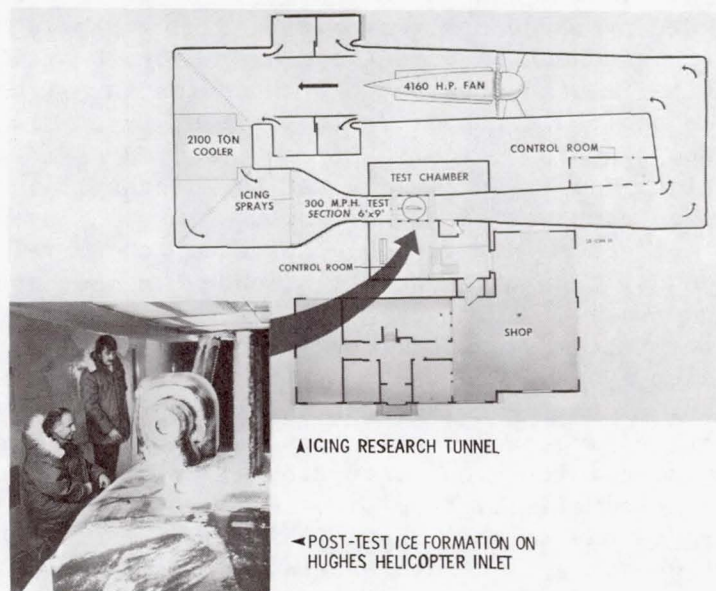 4160 H.P. FAN
2100 TON
COOLER
CONTROL ROOM
TEST CHAMBER
ICING
SPRAYS
300 M.P.H. TEST
SECTION 6'x9'
CONTROL ROOM
SHOP
▲ICING RESEARCH TUNNEL
◄POST-TEST ICE FORMATION ON
HUGHES HELICOPTER INLET